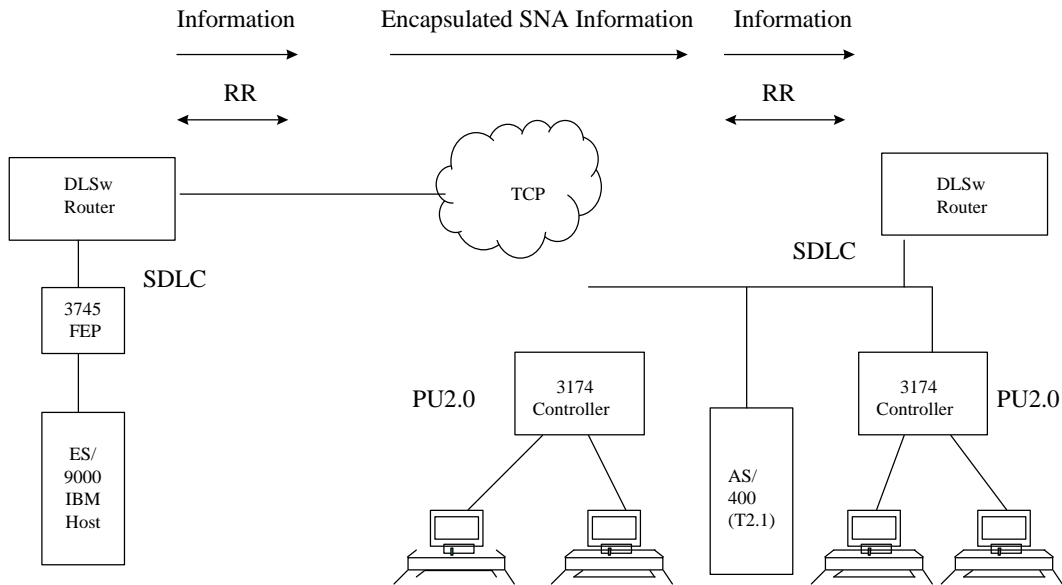 Information
Encapsulated SNA Information
Information
RR
RR
DLSw
Router
TCP
DLSw
Router
SDLC
SDLC
3745
FEP
PU2.0
3174
Controller
3174
Controller
PU2.0
ES/
9000
IBM
Host
AS/
400
(T2.1)